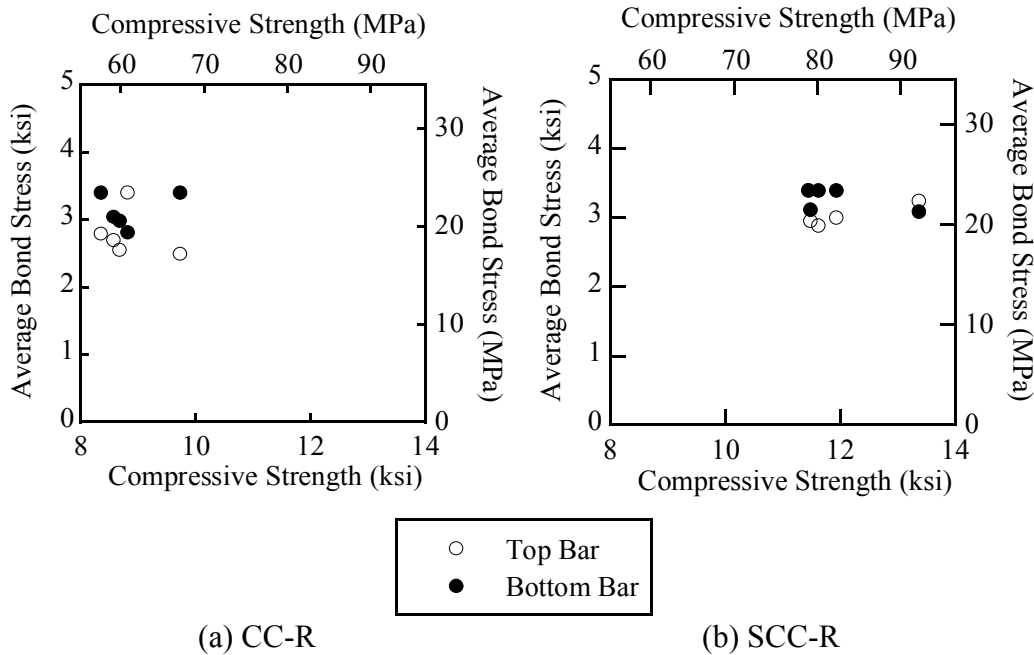 Compressive Strength (MPa)
60 70 80 90
5
4
3
2
1
0
Average Bond Stress (ksi)
30
20
10
0
Average Bond Stress (MPa)
8 10 12 14
Compressive Strength (ksi)
Compressive Strength (MPa)
60 70 80 90
5
4
3
2
1
0
Average Bond Stress (ksi)
30
20
10
0
Average Bond Stress (MPa)
8 10 12 14
Compressive Strength (ksi)
Top Bar
Bottom Bar
(a) CC-R
(b) SCC-R